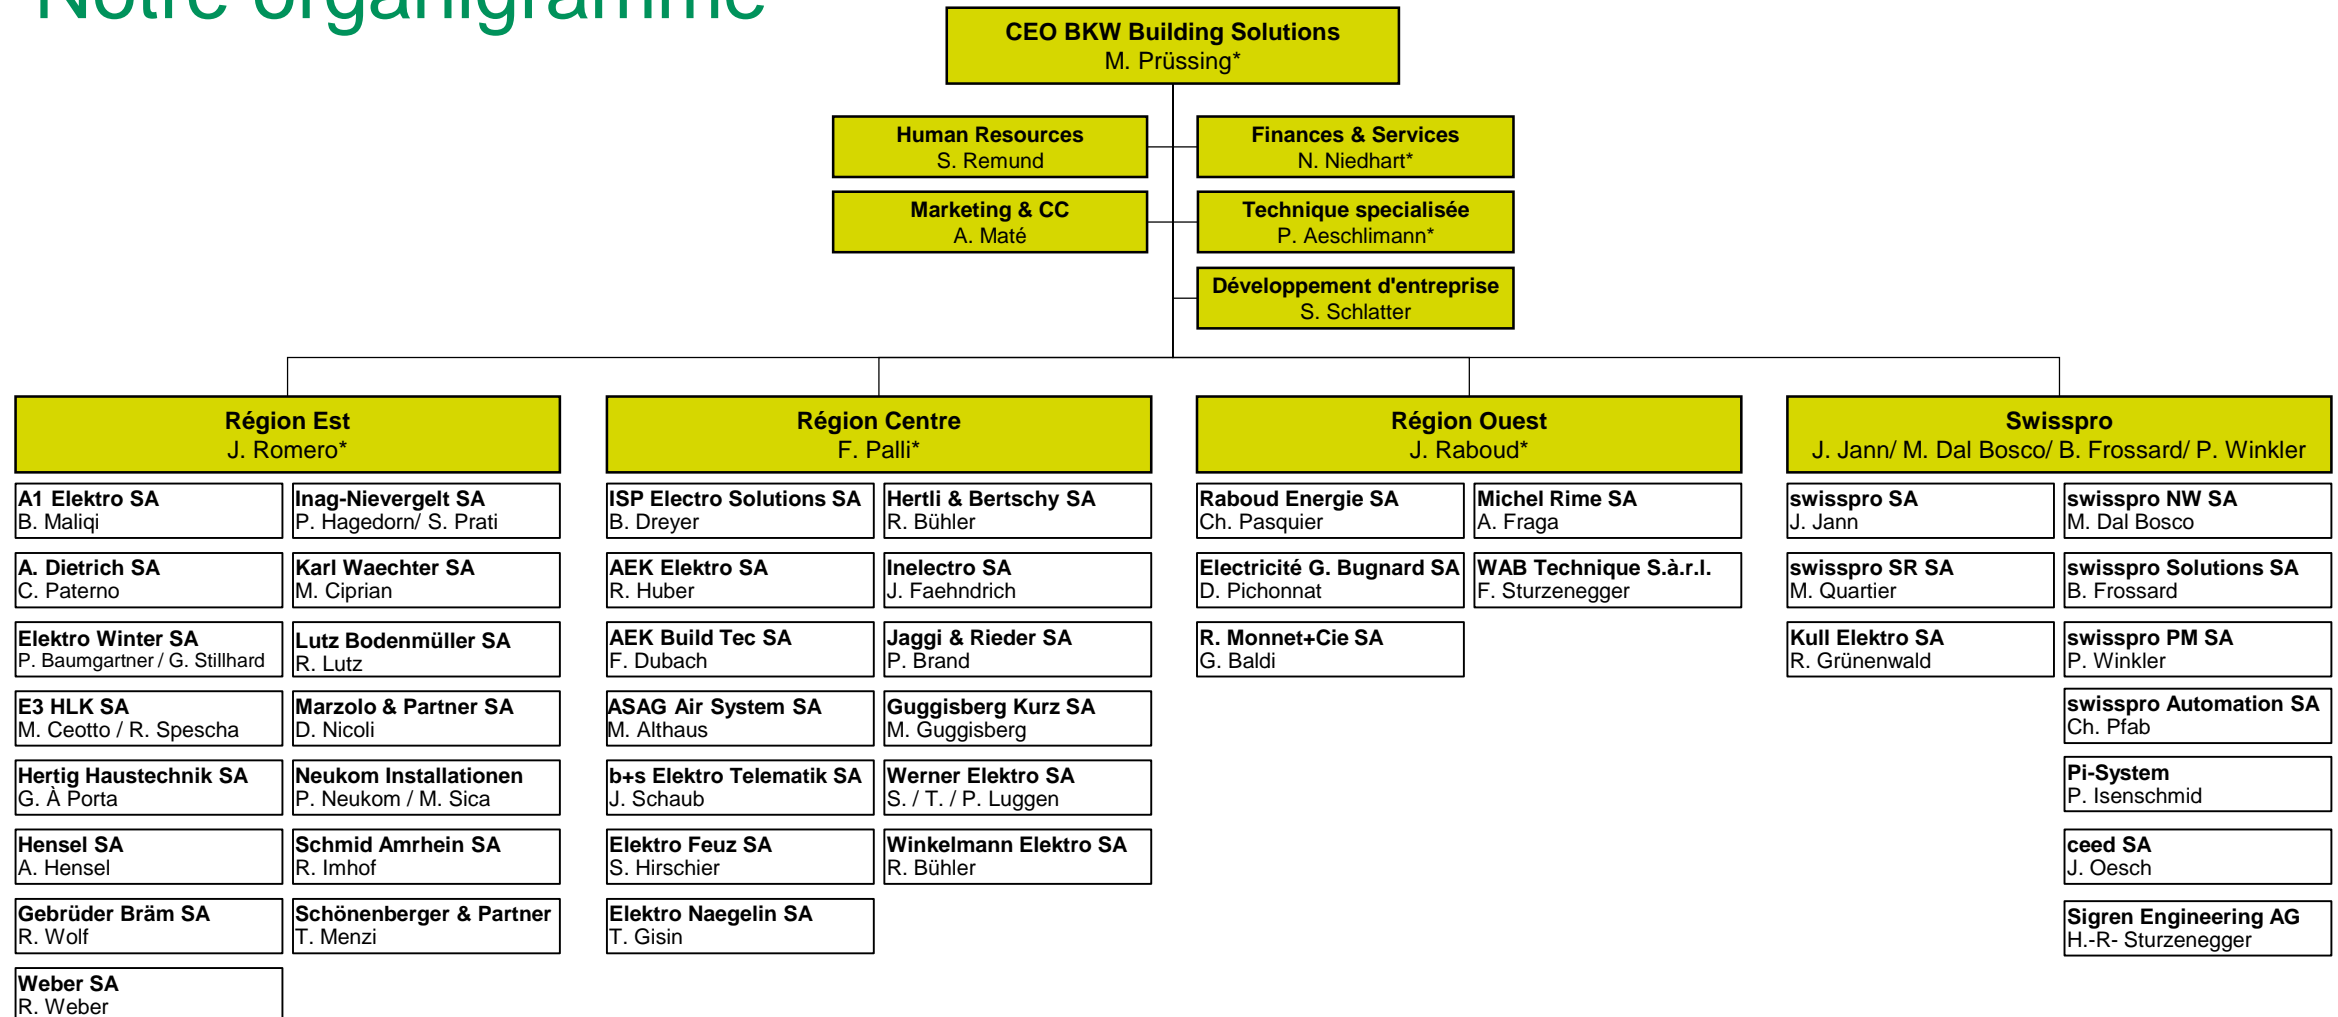 Notre organigramme
CEO BKW Building Solutions
M. Prüssing*
Human Resources
S. Remund
Finances & Services
N. Niedhart*
Marketing & CC
A. Maté
Technique specialisée
P. Aeschlimann*
Développement d'entreprise
S. Schlatter
Région Est
J. Romero*
A1 Elektro SA
B. Maliqi
A. Dietrich SA
C. Paterno
Elektro Winter SA
P. Baumgartner / G. Stillhard
E3 HLK SA
M. Ceotto / R. Spescha
Hertig Haustechnik SA
G. À Porta
Hensel SA
A. Hensel
Gebrüder Bräm SA
R. Wolf
Weber SA
R. Weber
Inag-Nievergelt SA
P. Hagedorn/ S. Prati
Karl Waechter SA
M. Ciprian
Lutz Bodenmüller SA
R. Lutz
Marzolo & Partner SA
D. Nicoli
Neukom Installationen
P. Neukom / M. Sica
Schmid Amrhein SA
R. Imhof
Schönenberger & Partner
T. Menzi
Région Centre
F. Palli*
ISP Electro Solutions SA
B. Dreyer
AEK Elektro SA
R. Huber
AEK Build Tec SA
F. Dubach
ASAG Air System SA
M. Althaus
b+s Elektro Telematik SA
J. Schaub
Elektro Feuz SA
S. Hirschier
Elektro Naegelin SA
T. Gisin
Hertli & Bertschy SA
R. Bühler
Inelectro SA
J. Faehndrich
Jaggi & Rieder SA
P. Brand
Guggisberg Kurz SA
M. Guggisberg
Werner Elektro SA
S. / T. / P. Luggen
Winkelmann Elektro SA
R. Bühler
Région Ouest
J. Raboud*
Raboud Energie SA
Ch. Pasquier
Electricité G. Bugnard SA
D. Pichonnat
R. Monnet+Cie SA
G. Baldi
Michel Rime SA
A. Fraga
WAB Technique S.à.r.l.
F. Sturzenegger
Swisspro
J. Jann/ M. Dal Bosco/ B. Frossard/ P. Winkler
swisspro SA
J. Jann
swisspro SR SA
M. Quartier
Kull Elektro SA
R. Grünenwald
swisspro NW SA
M. Dal Bosco
swisspro Solutions SA
B. Frossard
swisspro PM SA
P. Winkler
swisspro Automation SA
Ch. Pfab
Pi-System
P. Isenschmid
ceed SA
J. Oesch
Sigren Engineering AG
H.-R- Sturzenegger